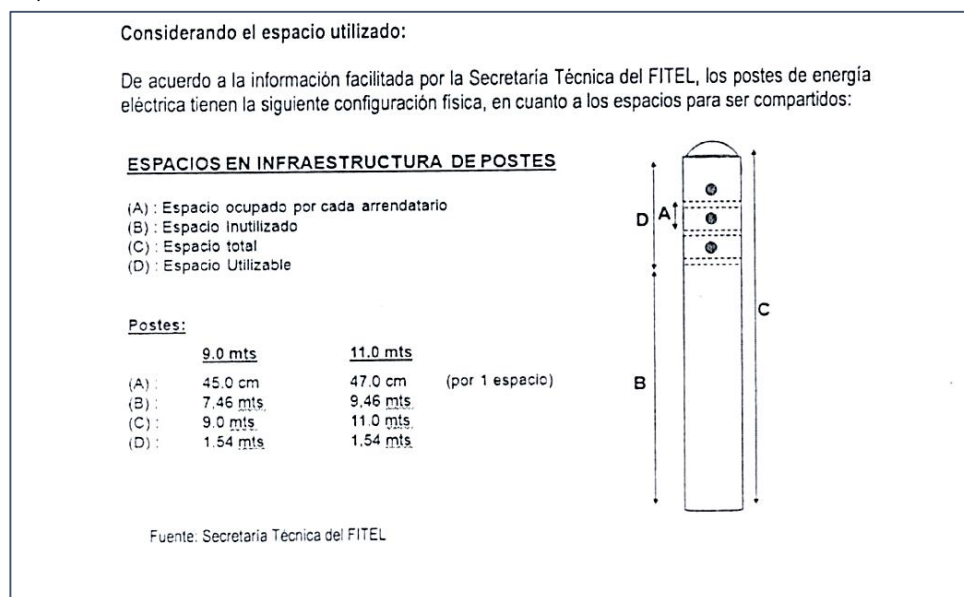 Considerando el espacio utilizado:
De acuerdo a la información facilitada por la Secretaría Técnica del FITEL, los postes de energía
eléctrica tienen la siguiente configuración física, en cuanto a los espacios para ser compartidos:
ESPACIOS EN INFRAESTRUCTURA DE POSTES
(A) : Espacio ocupado por cada arrendatario
(B) : Espacio Inutilizado
(C) : Espacio total
(D) : Espacio Utilizable
D A
C
B
Postes:
9.0 mts 11.0 mts
(A) : 45.0 cm 47.0 cm (por 1 espacio)
(B) : 7,46 mts. 9,46 mts.
(C) : 9.0 mts. 11.0 mts.
(D) : 1.54 mts 1,54 mts
Fuente: Secretaría Técnica del FITEL